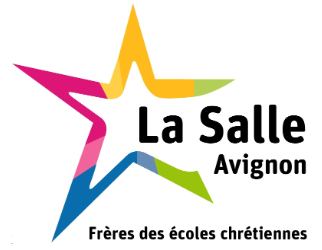 La Salle
Avignon
Frères des écoles chrétiennes